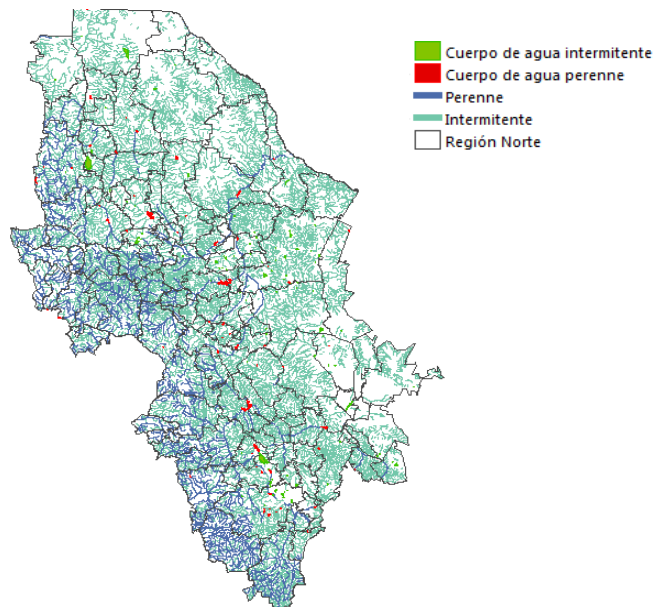 Cuerpo de agua intermitente
Cuerpo de agua perenne
Perenne
Intermitente
Región Norte